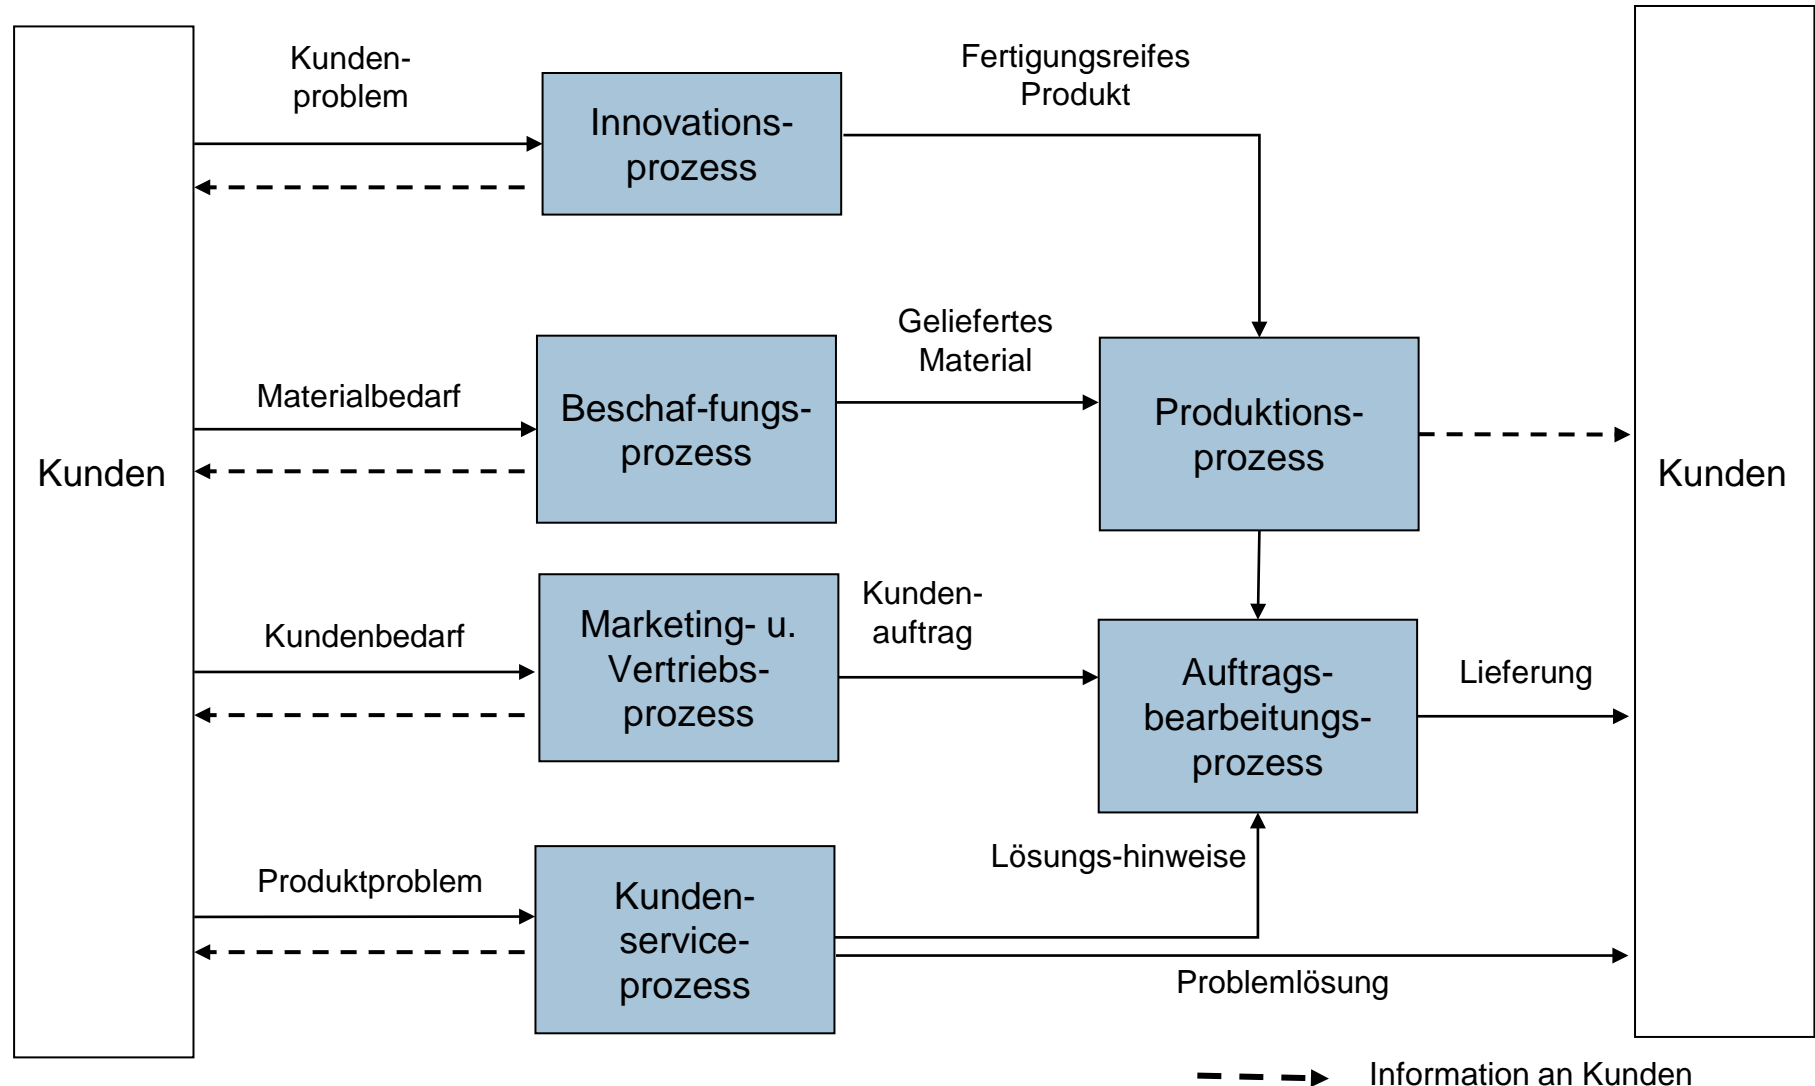 Kunden-
problem
Fertigungsreifes
Produkt
Innovations-
prozess
Geliefertes
Material
Materialbedarf
Beschaf-fungs-
prozess
Produktions-
prozess
Kunden
Kunden
Kundenbedarf
Marketing- u.
Vertriebs-
prozess
Kunden-
auftrag
Auftrags-
bearbeitungs-
prozess
Lieferung
Produktproblem
Kunden-
service-
prozess
Lösungs-hinweise
Problemlösung
Information an Kunden